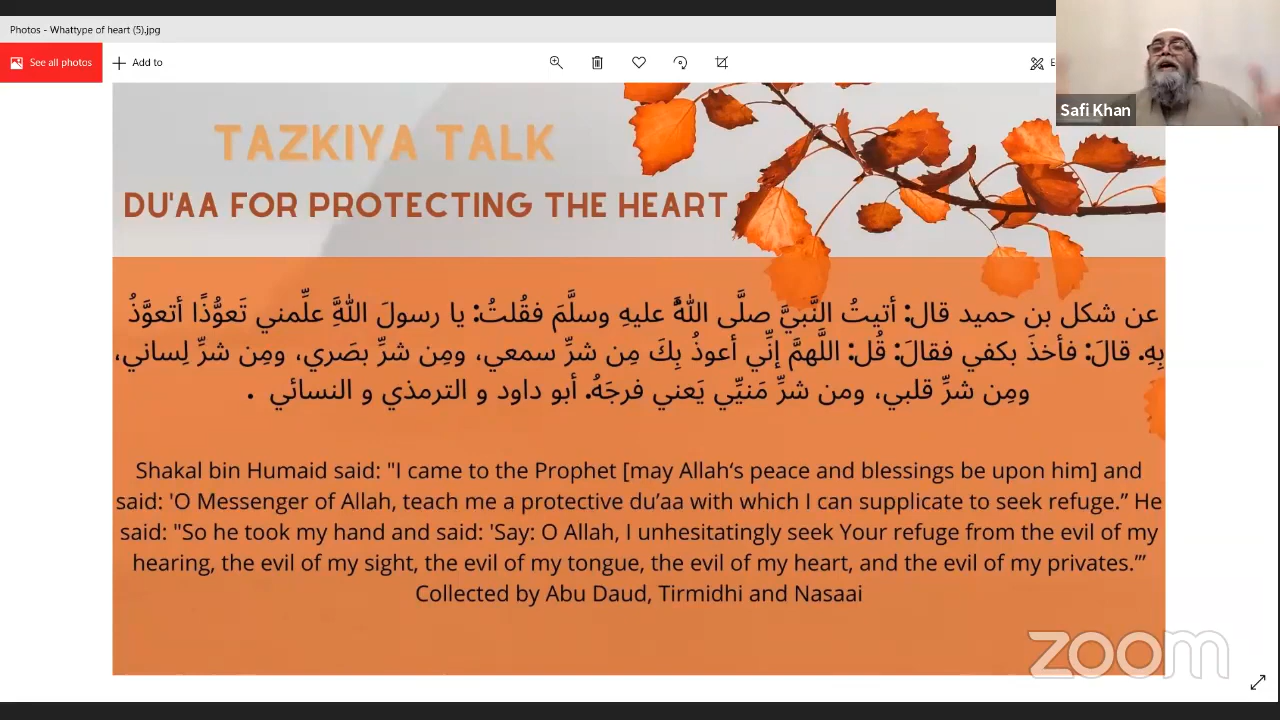 Photos - Whattype of heart (5).jpg
See all photos
Add to
Safi Khan
TAZKIYA TALK
DU'AA FOR PROTECTING THE HEART
عن شكل بن حميد قال: أتيتُ النَّبيَّ صلَّى اللهُ عليهِ وسلَّمَ فقُلتُ: يا رسولَ اللهِ علِّمني تَعوُّذًا أتعوَّذُ
بِهِ. قالَ: فأخذَ بكفي فقالَ: قُل: اللَّهمَّ إنِّي أعوذُ بِكَ مِن شرِّ سمعي، ومِن شرِّ بصَري، ومِن شرِّ لِساني،
ومِن شرِّ قلبي، ومن شرِّ مَنيِّي يَعني فرجَهُ. أبو داود و الترمذي و النسائي .
Shakal bin Humaid said: "I came to the Prophet [may Allah‘s peace and blessings be upon him] and
said: 'O Messenger of Allah, teach me a protective du’aa with which I can supplicate to seek refuge.” He
said: "So he took my hand and said: 'Say: O Allah, I unhesitatingly seek Your refuge from the evil of my
hearing, the evil of my sight, the evil of my tongue, the evil of my heart, and the evil of my privates.’”
Collected by Abu Daud, Tirmidhi and Nasaai
zoom